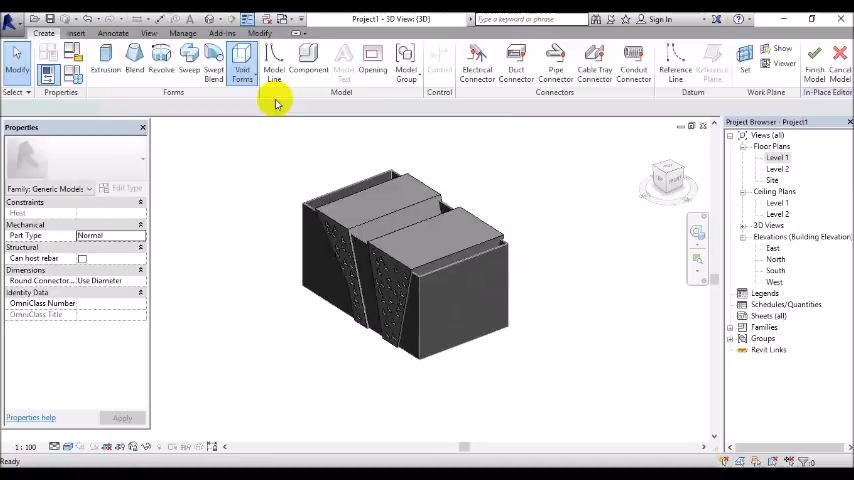 Project1 - 3D View: {3D}
Type a keyword or phrase
Sign In
Create Insert Annotate View Manage Add-Ins Modify
Modify
Extrusion Blend Revolve Sweep Swept Blend Void Forms
Model Line Component Model Text Opening Model Group
Control
Electrical Connector Duct Connector Pipe Connector Cable Tray Connector Conduit Connector
Reference Line Reference Plane
Set Show Viewer
Finish Model Cancel Model
Select Properties Forms Model Control Connectors Datum Work Plane In-Place Editor
Properties
Family: Generic Models
Edit Type
Constraints
Host
Mechanical
Part Type Normal
Structural
Can host rebar
Dimensions
Round Connector... Use Diameter
Identity Data
OmniClass Number
OmniClass Title
Properties help
Apply
FRONT
Project Browser - Project1
Views (all)
Floor Plans
Level 1
Level 2
Site
Ceiling Plans
Level 1
Level 2
3D Views
Elevations (Building Elevation)
East
North
South
West
Legends
Schedules/Quantities
Sheets (all)
Families
Groups
Revit Links
1 : 100
Ready
:0